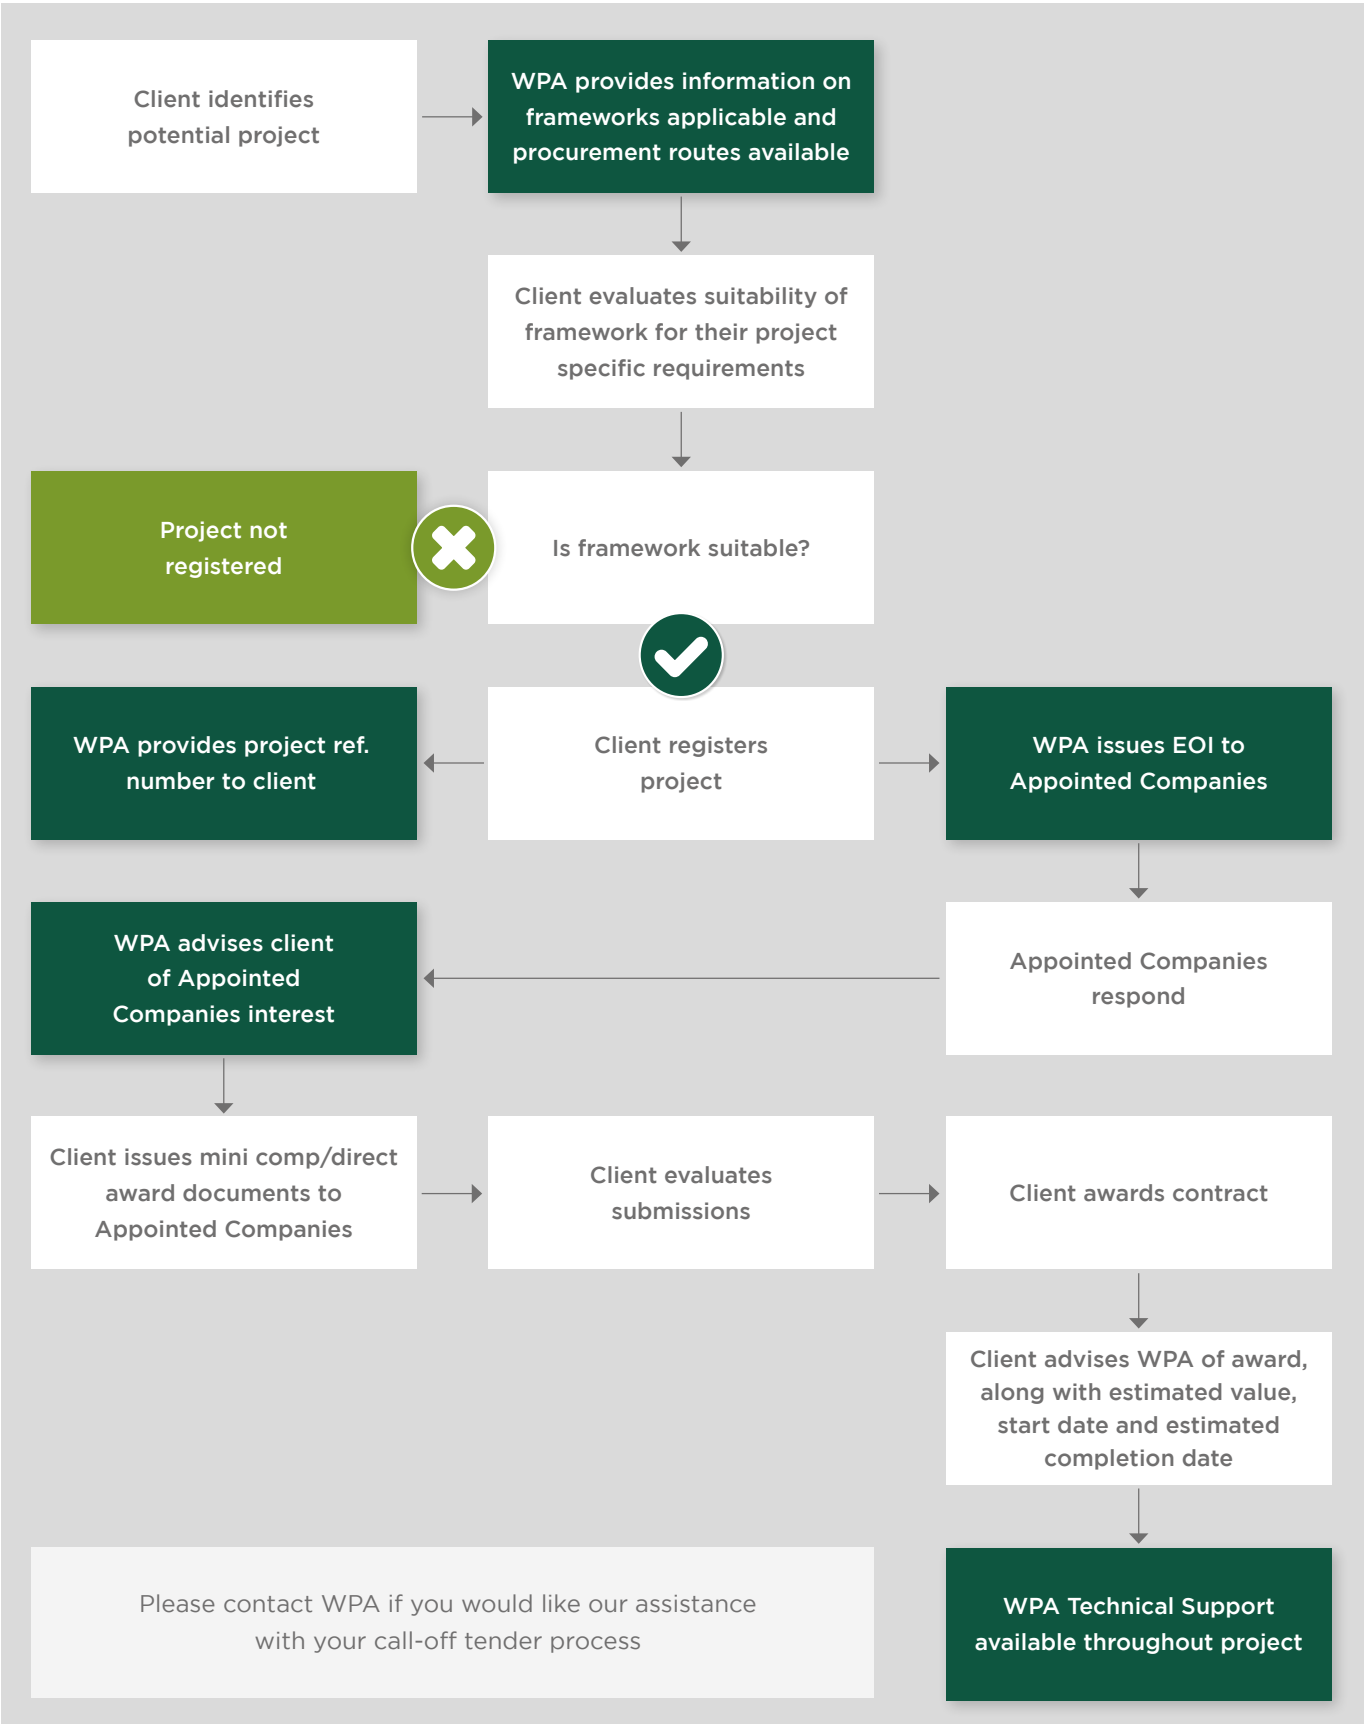 Client identifies
potential project
WPA provides information on
frameworks applicable and
procurement routes available
Client evaluates suitability of
framework for their project
specific requirements
Project not
registered
Is framework suitable?
WPA provides project ref.
number to client
Client registers
project
WPA issues EOI to
Appointed Companies
WPA advises client
of Appointed
Companies interest
Appointed Companies
respond
Client issues mini comp/direct
award documents to
Appointed Companies
Client evaluates
submissions
Client awards contract
Client advises WPA of award,
along with estimated value,
start date and estimated
completion date
Please contact WPA if you would like our assistance
with your call-off tender process
WPA Technical Support
available throughout project